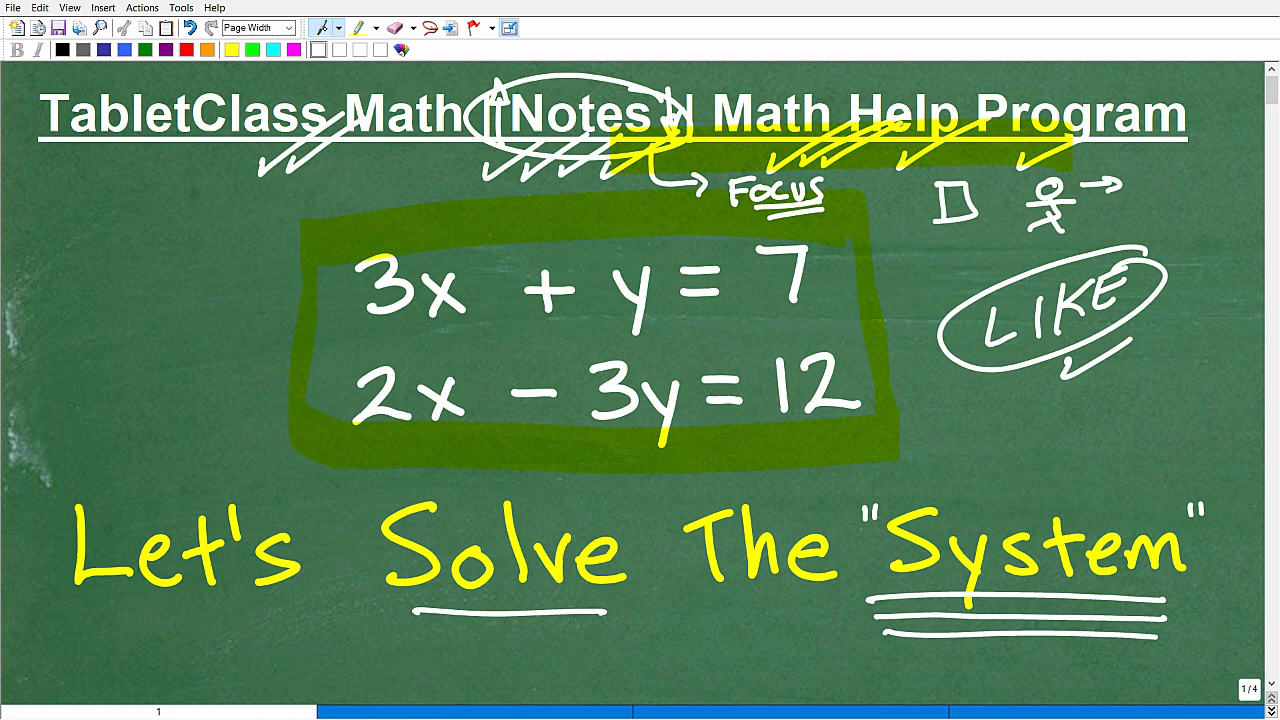 File Edit View Insert Actions Tools Help
Page Width
B I
TabletClass Math Notes | Math Help Program
Focus
3x + y = 7
LIKE
2x - 3y = 12
Let's Solve The "System"
1/4
1